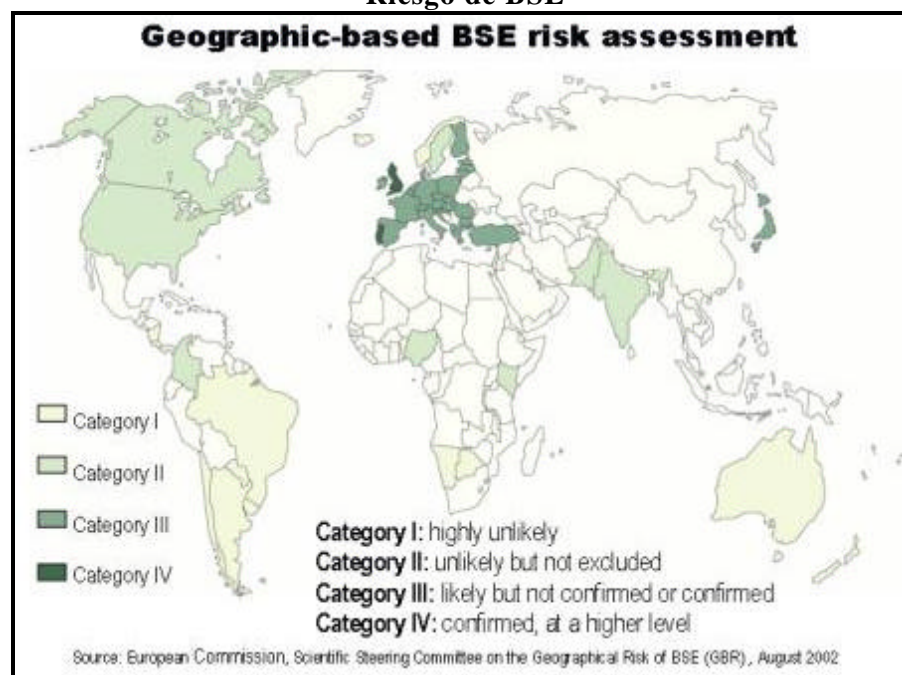 Riesgo de BSE
Geographic-based BSE risk assessment
Category I
Category II
Category III
Category IV
Category I: highly unlikely
Category II: unlikely but not excluded
Category III: likely but not confirmed or confirmed
Category IV: confirmed, at a higher level
Source: European Commission, Scientific Steering Committee on the Geographical Risk of BSE (GBR) , August 2002